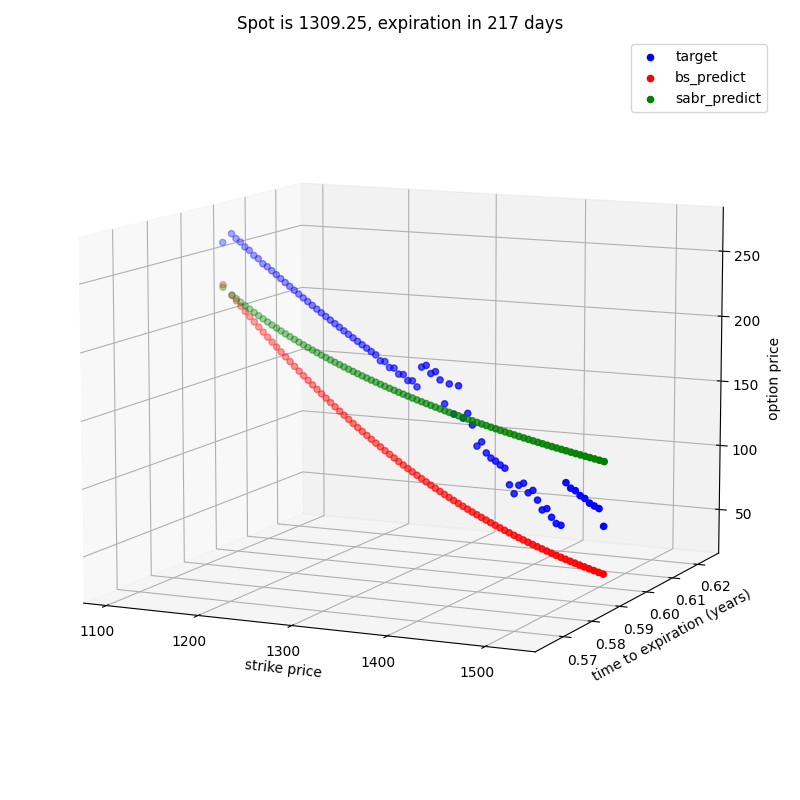 Spot is 1309.25, expiration in 217 days
target
bs_predict
sabr_predict
250
200
150
100
50
option price
0.62
0.61
0.60
0.59
0.58
0.57
time to expiration (years)
1100
1200
1300
1400
1500
strike price